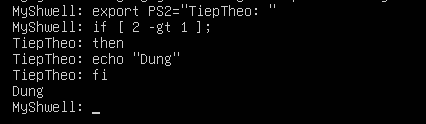 MyShwell: export PS2="TiepTheo: "
MyShwell: if [ 2 -gt 1 ];
TiepTheo: then
TiepTheo: echo "Dung"
TiepTheo: fi
Dung
MyShwell: _